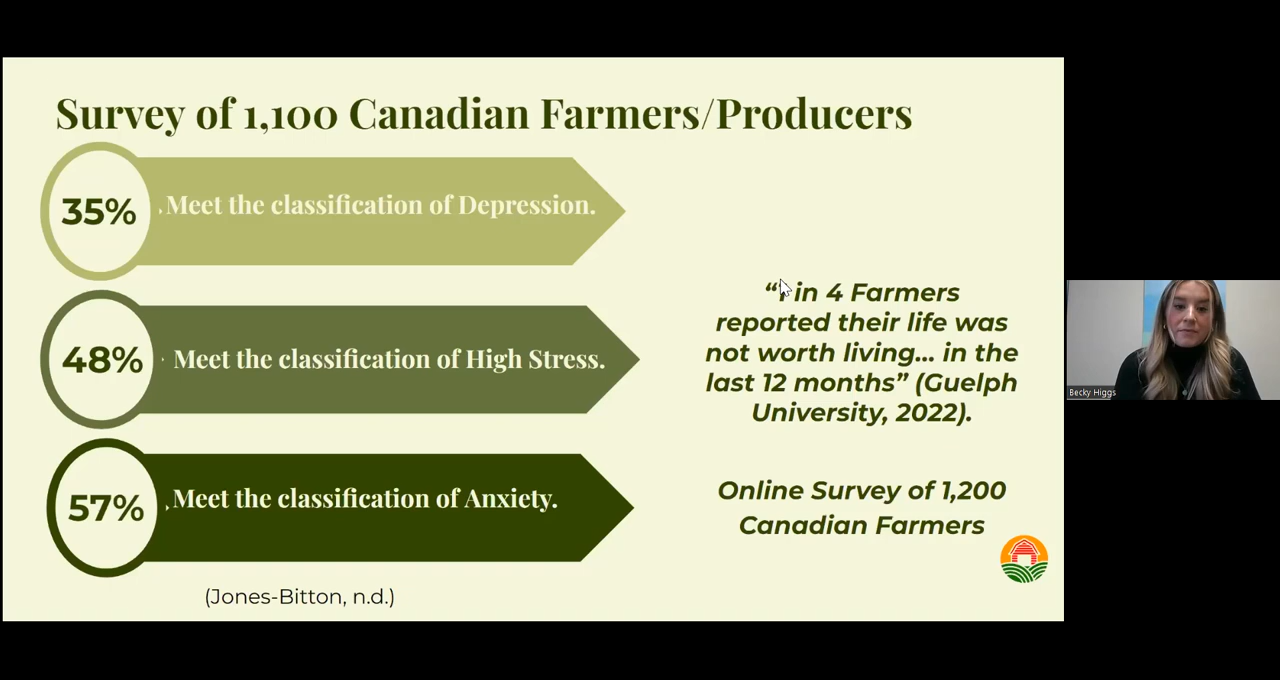 Survey of 1,100 Canadian Farmers/Producers
35%
Meet the classification of Depression.
48%
Meet the classification of High Stress.
57%
Meet the classification of Anxiety.
(Jones-Bitton, n.d.)
“1 in 4 Farmers
reported their life was
not worth living... in the
last 12 months” (Guelph
University, 2022).
Online Survey of 1,200
Canadian Farmers
Becky Higgs